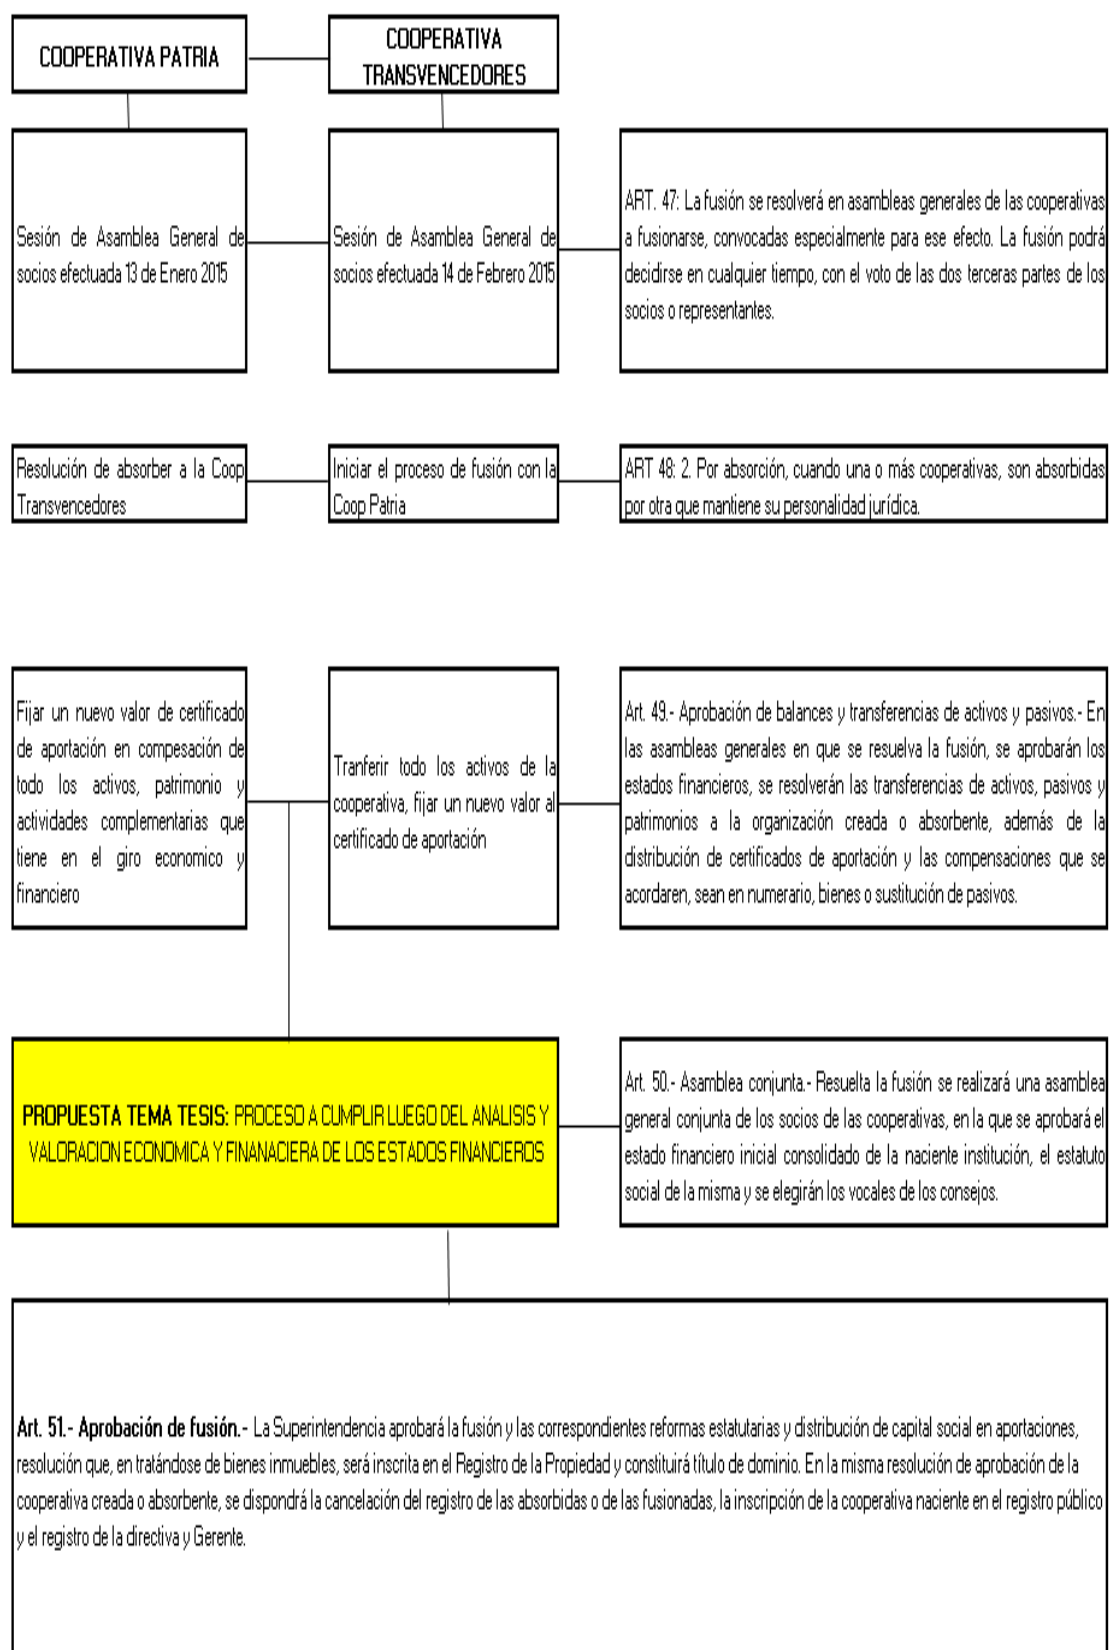 COOPERATIVA PATRIA
COOPERATIVA
TRANSVENCEDORES
Sesión de Asamblea General de
socios efectuada 13 de Enero 2015
Sesión de Asamblea General de
socios efectuada 14 de Febrero 2015
ART. 47: La fusión se resolverá en asambleas generales de las cooperativas
a fusionarse, convocadas especialmente para ese efecto. La fusión podrá
decidirse en cualquier tiempo, con el voto de las dos terceras partes de los
socios o representantes.
Resolución de absorber a la Coop
Transvencedores
Iniciar el proceso de fusión con la
Coop Patria
ART 48: 2. Por absorción, cuando una o más cooperativas, son absorbidas
por otra que mantiene su personalidad jurídica.
Fijar un nuevo valor de certificado
de aportación en compesación de
todo los activos, patrimonio y
actividades complementarias que
tiene en el giro economico y
financiero
Tranferir todo los activos de la
cooperativa, fijar un nuevo valor al
certificado de aportación
Art. 49.- Aprobación de balances y transferencias de activos y pasivos.- En
las asambleas generales en que se resuelva la fusión, se aprobarán los
estados financieros, se resolverán las transferencias de activos, pasivos y
patrimonios a la organización creada o absorbente, además de la
distribución de certificados de aportación y las compensaciones que se
acordaren, sean en numerario, bienes o sustitución de pasivos.
PROPUESTA TEMA TESIS: PROCESO A CUMPLIR LUEGO DEL ANALISIS Y
VALORACION ECONOMICA Y FINANACIERA DE LOS ESTADOS FINANCIEROS
Art. 50.- Asamblea conjunta.- Resuelta la fusión se realizará una asamblea
general conjunta de los socios de las cooperativas, en la que se aprobará el
estado financiero inicial consolidado de la naciente institución, el estatuto
social de la misma y se elegirán los vocales de los consejos.
Art. 51.- Aprobación de fusión.- La Superintendencia aprobará la fusión y las correspondientes reformas estatutarias y distribución de capital social en aportaciones,
resolución que, en tratándose de bienes inmuebles, será inscrita en el Registro de la Propiedad y constituirá título de dominio. En la misma resolución de aprobación de la
cooperativa creada o absorbente, se dispondrá la cancelación del registro de las absorbidas o de las fusionadas, la inscripción de la cooperativa naciente en el registro público
y el registro de la directiva y Gerente.